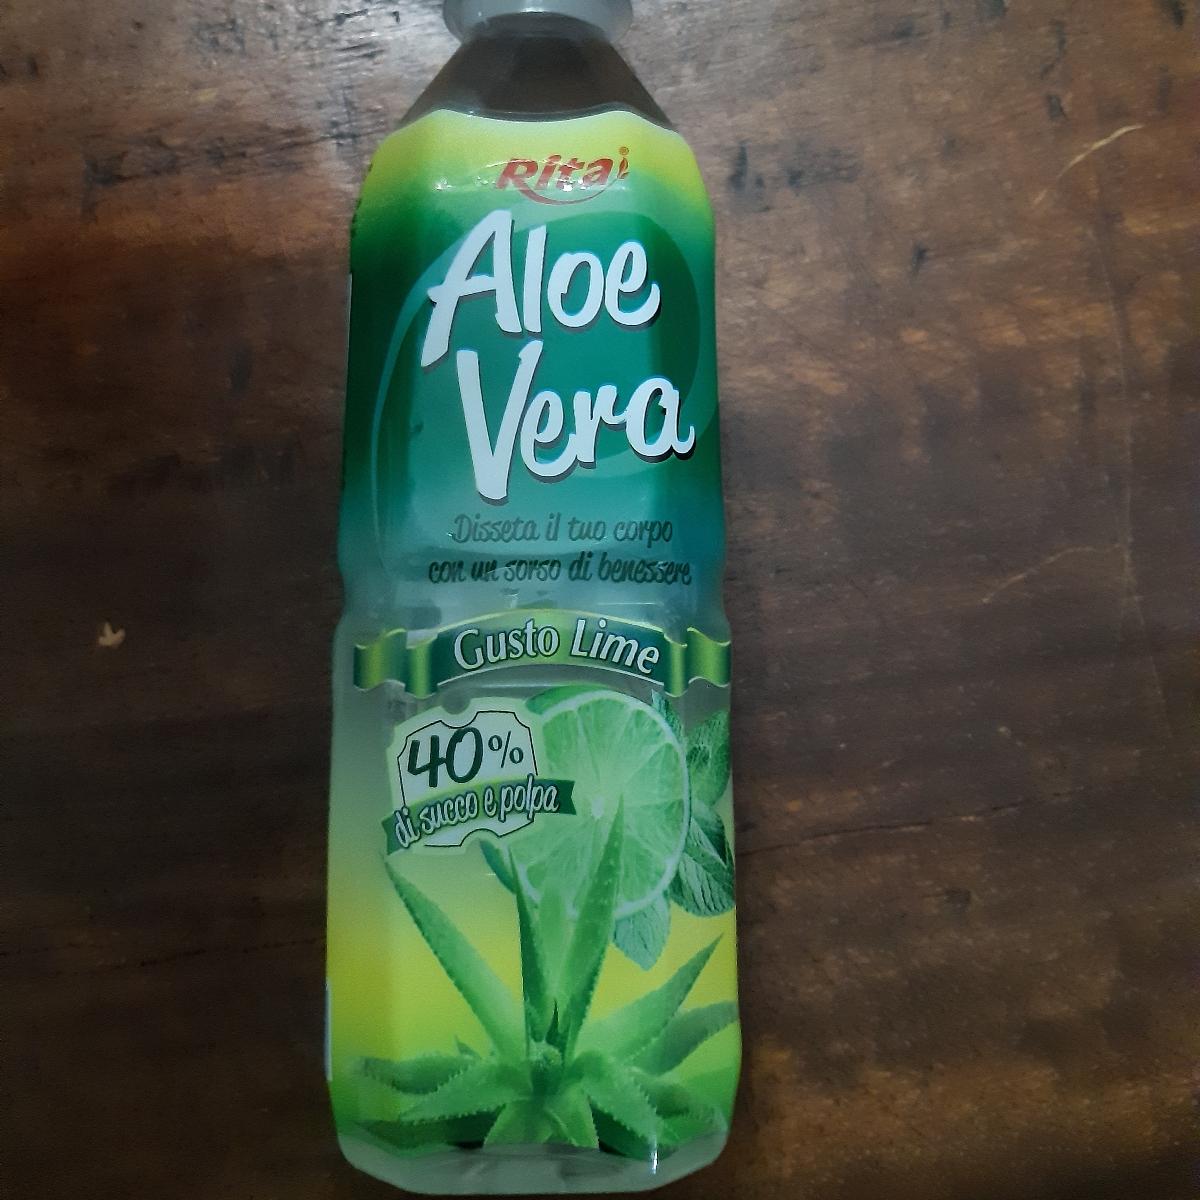 Rita®
Aloe
Vera
Disseta il tuo corpo
con un sorso di benessere
Gusto Lime
40%
di succo e polpa